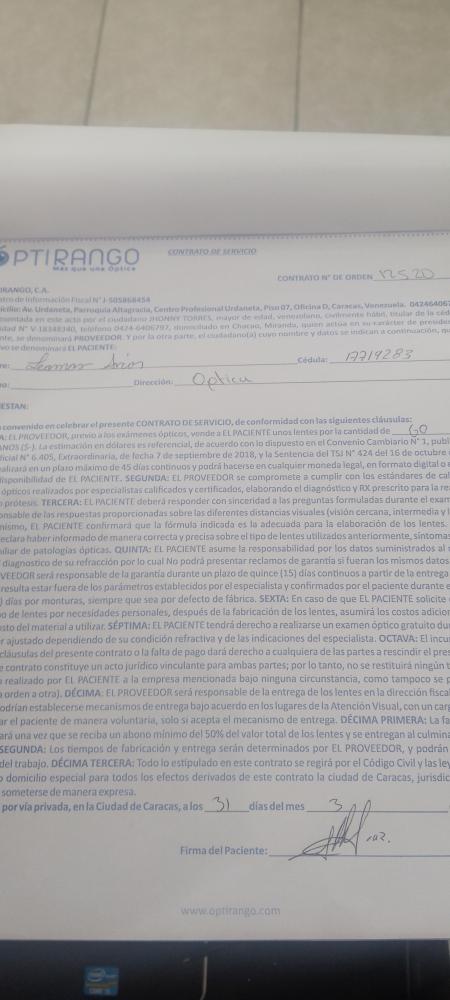 OPTIRANGO
Más que una Óptica
CONTRATO DE SERVICIO
CONTRATO N° DE ORDEN 12520
IRANGO, C.A.
tro de Información Fiscal N° J-505868454
icilio: Av. Urdaneta, Parroquia Altagracia, Centro Profesional Urdaneta, Piso 07, Oficina D, Caracas, Venezuela. 042464067
sentada en este acto por el ciudadano JHONNY TORRES, mayor de edad, venezolano, civilmente hábil, titular de la céd
idad N° V-18348340, teléfono 0424-6406797, domiciliado en Chacao, Miranda, quien actúa en su carácter de preside
nte, se denominará PROVEEDOR. Y por la otra parte, el ciudadano(a) cuyo nombre y datos se indican a continuación, qu
vo se denominará EL PACIENTE:
re: Cédula: 17719283
no: Dirección: Optica
IESTAN:
convenido en celebrar el presente CONTRATO DE SERVICIO, de conformidad con las siguientes cláusulas:
A: EL PROVEEDOR, previo a los exámenes ópticos, vende a EL PACIENTE unos lentes por la cantidad de 60
ANOS ($-). La estimación en dólares es referencial, de acuerdo con lo dispuesto en el Convenio Cambiario N° 1, publ
ficial N° 6.405, Extraordinaria, de fecha 7 de septiembre de 2018, y la Sentencia del TSJ N° 424 del 16 de octubre
alizará en un plazo máximo de 45 días continuos y podrá hacerse en cualquier moneda legal, en formato digital o e
disponibilidad de EL PACIENTE. SEGUNDA: EL PROVEEDOR se compromete a cumplir con los estándares de cal
ópticos realizados por especialistas calificados y certificados, elaborando el diagnóstico y RX prescrito para la re
o prótesis. TERCERA: EL PACIENTE deberá responder con sinceridad a las preguntas formuladas durante el exam
onsable de las respuestas proporcionadas sobre las diferentes distancias visuales (visión cercana, intermedia y l
mismo, EL PACIENTE confirmará que la fórmula indicada es la adecuada para la elaboración de los lentes.
declara haber informado de manera correcta y precisa sobre el tipo de lentes utilizados anteriormente, síntomas
iliar de patologías ópticas. QUINTA: EL PACIENTE asume la responsabilidad por los datos suministrados al
diagnostico de su refracción por lo cual No podrá presentar reclamos de garantía si fueran los mismos datos
VEEDOR será responsable de la garantía durante un plazo de quince (15) días continuos a partir de la entrega
resulta estar fuera de los parámetros establecidos por el especialista y confirmados por el paciente durante e
) días por monturas, siempre que sea por defecto de fábrica. SEXTA: En caso de que EL PACIENTE solicite
o de lentes por necesidades personales, después de la fabricación de los lentes, asumirá los costos adicion
sto del material a utilizar. SÉPTIMA: EL PACIENTE tendrá derecho a realizarse un examen óptico gratuito dur
r ajustado dependiendo de su condición refractiva y de las indicaciones del especialista. OCTAVA: El incum
cláusulas del presente contrato o la falta de pago dará derecho a cualquiera de las partes a rescindir el pres
e contrato constituye un acto jurídico vinculante para ambas partes; por lo tanto, no se restituirá ningún t
realizado por EL PACIENTE a la empresa mencionada bajo ninguna circunstancia, como tampoco se p
a orden a otra). DÉCIMA: EL PROVEEDOR será responsable de la entrega de los lentes en la dirección fiscal
odrían establecerse mecanismos de entrega bajo acuerdo en los lugares de la Atención Visual, con un carg
ar el paciente de manera voluntaria, solo si acepta el mecanismo de entrega. DÉCIMA PRIMERA: La fa
ará una vez que se reciba un abono mínimo del 50% del valor total de los lentes y se entregan al culmina
SEGUNDA: Los tiempos de fabricación y entrega serán determinados por EL PROVEEDOR, y podrán
del trabajo. DÉCIMA TERCERA: Todo lo estipulado en este contrato se regirá por el Código Civil y las ley
o domicilio especial para todos los efectos derivados de este contrato la ciudad de Caracas, jurisdic
someterse de manera expresa.
por vía privada, en la Ciudad de Caracas, a los 31 días del mes 3
Firma del Paciente:
www.optirango.com
intel